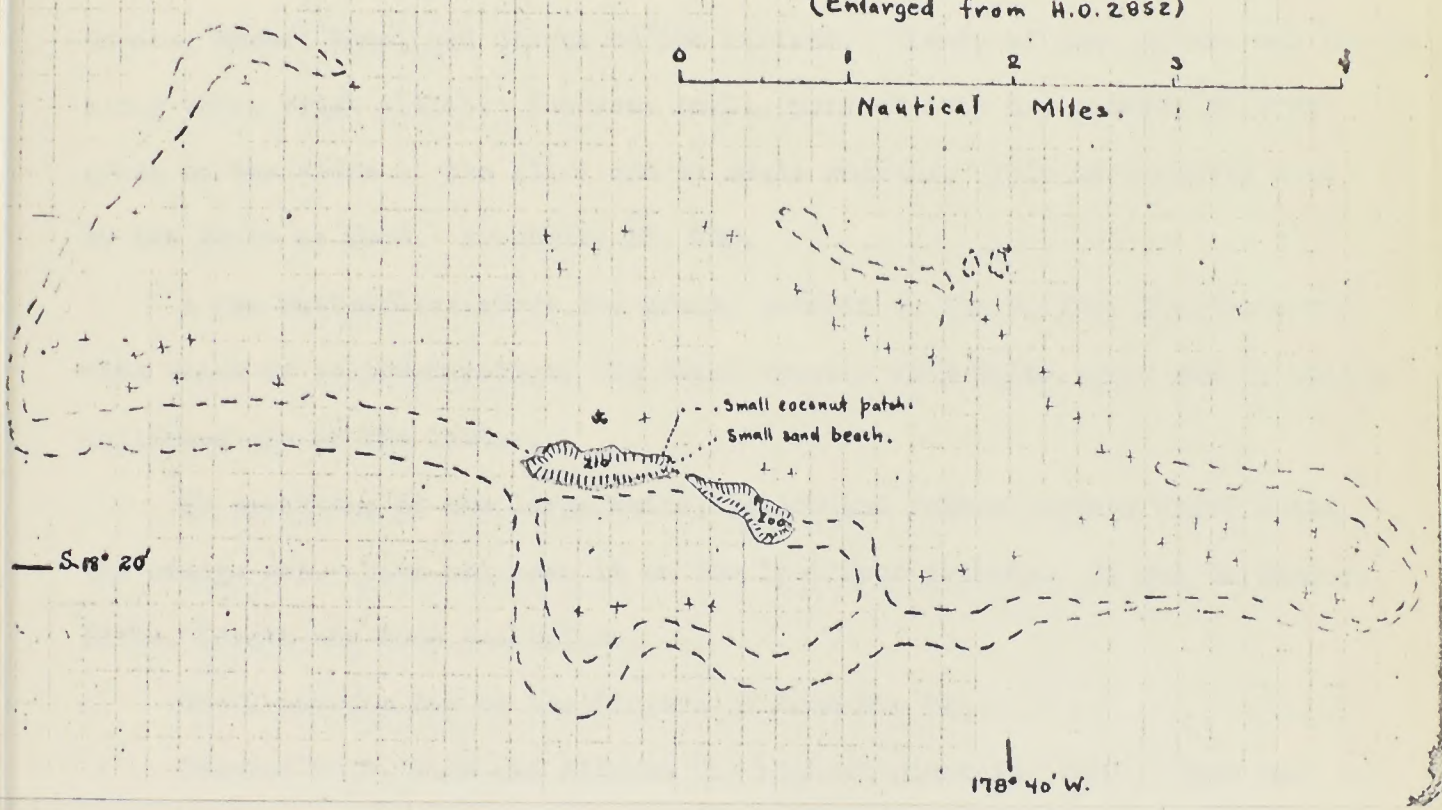 (Enlarged from H.O.2852)
0 1 2 3 4
Nautical Miles.
Small coconut patch.
Small sand beach.
210
200
S 18° 20'
178° 40' W.